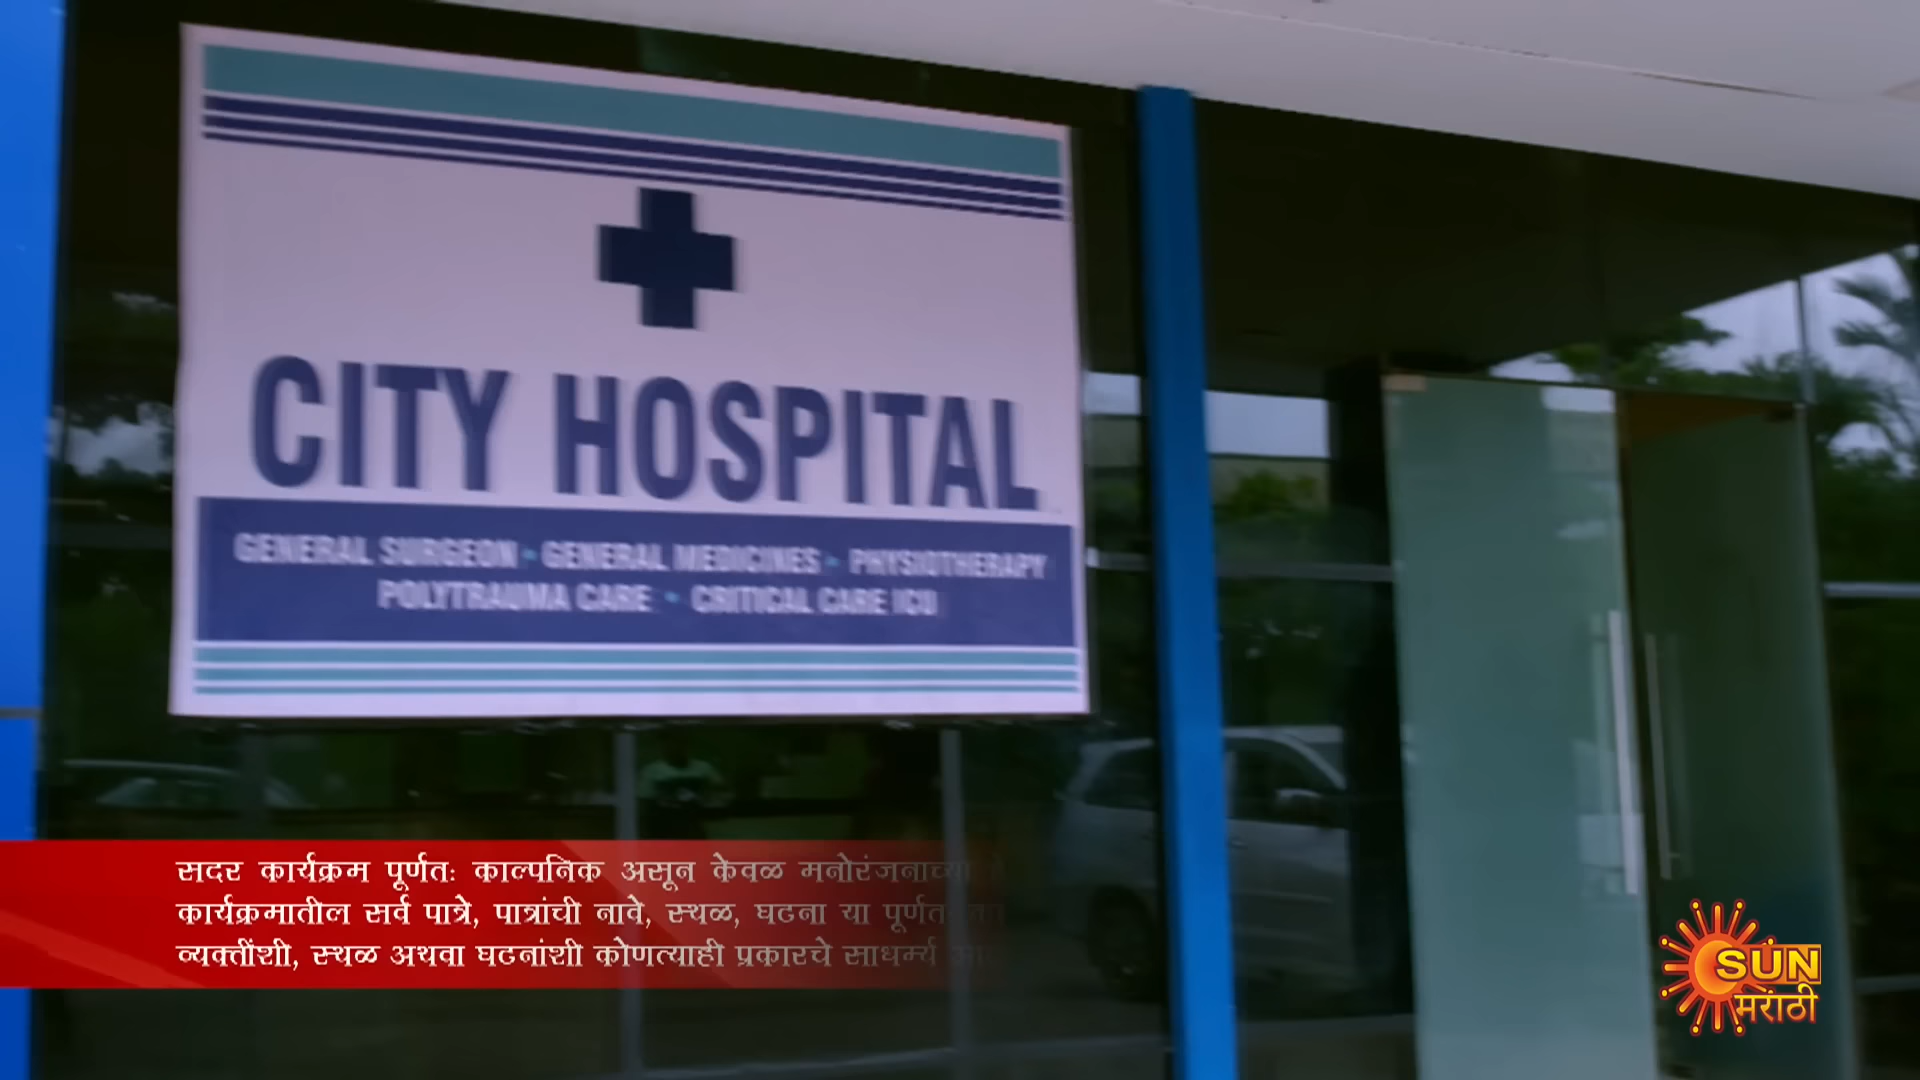 CITY HOSPITAL
GENERAL SURGEON • GENERAL MEDICINES • PHYSIOTHERAPY
POLYTRAUMA CARE • CRITICAL CARE ICU
सदर कार्यक्रम पूर्णतः काल्पनिक असून केवळ मनोरंजनाच्या
कार्यक्रमातील सर्व पात्रे, पात्रांची नावे, स्थळ, घटना या
व्यक्तींशी, स्थळ अथवा घटनांशी कोणत्याही प्रकारचे साधर्म्य
SUN
मराठी